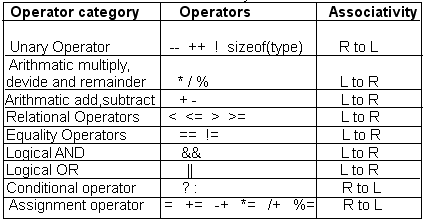 Operator category Operators Associativity
Unary Operator -- ++ ! sizeof(type) R to L
Arithmatic multiply,
devide and remainder * / % L to R
Arithmatic add,subtract + - L to R
Relational Operators < <= > >= L to R
Equality Operators == != L to R
Logical AND && L to R
Logical OR || L to R
Conditional operator ? : R to L
Assignment operator = += -+ *= /+ %= R to L